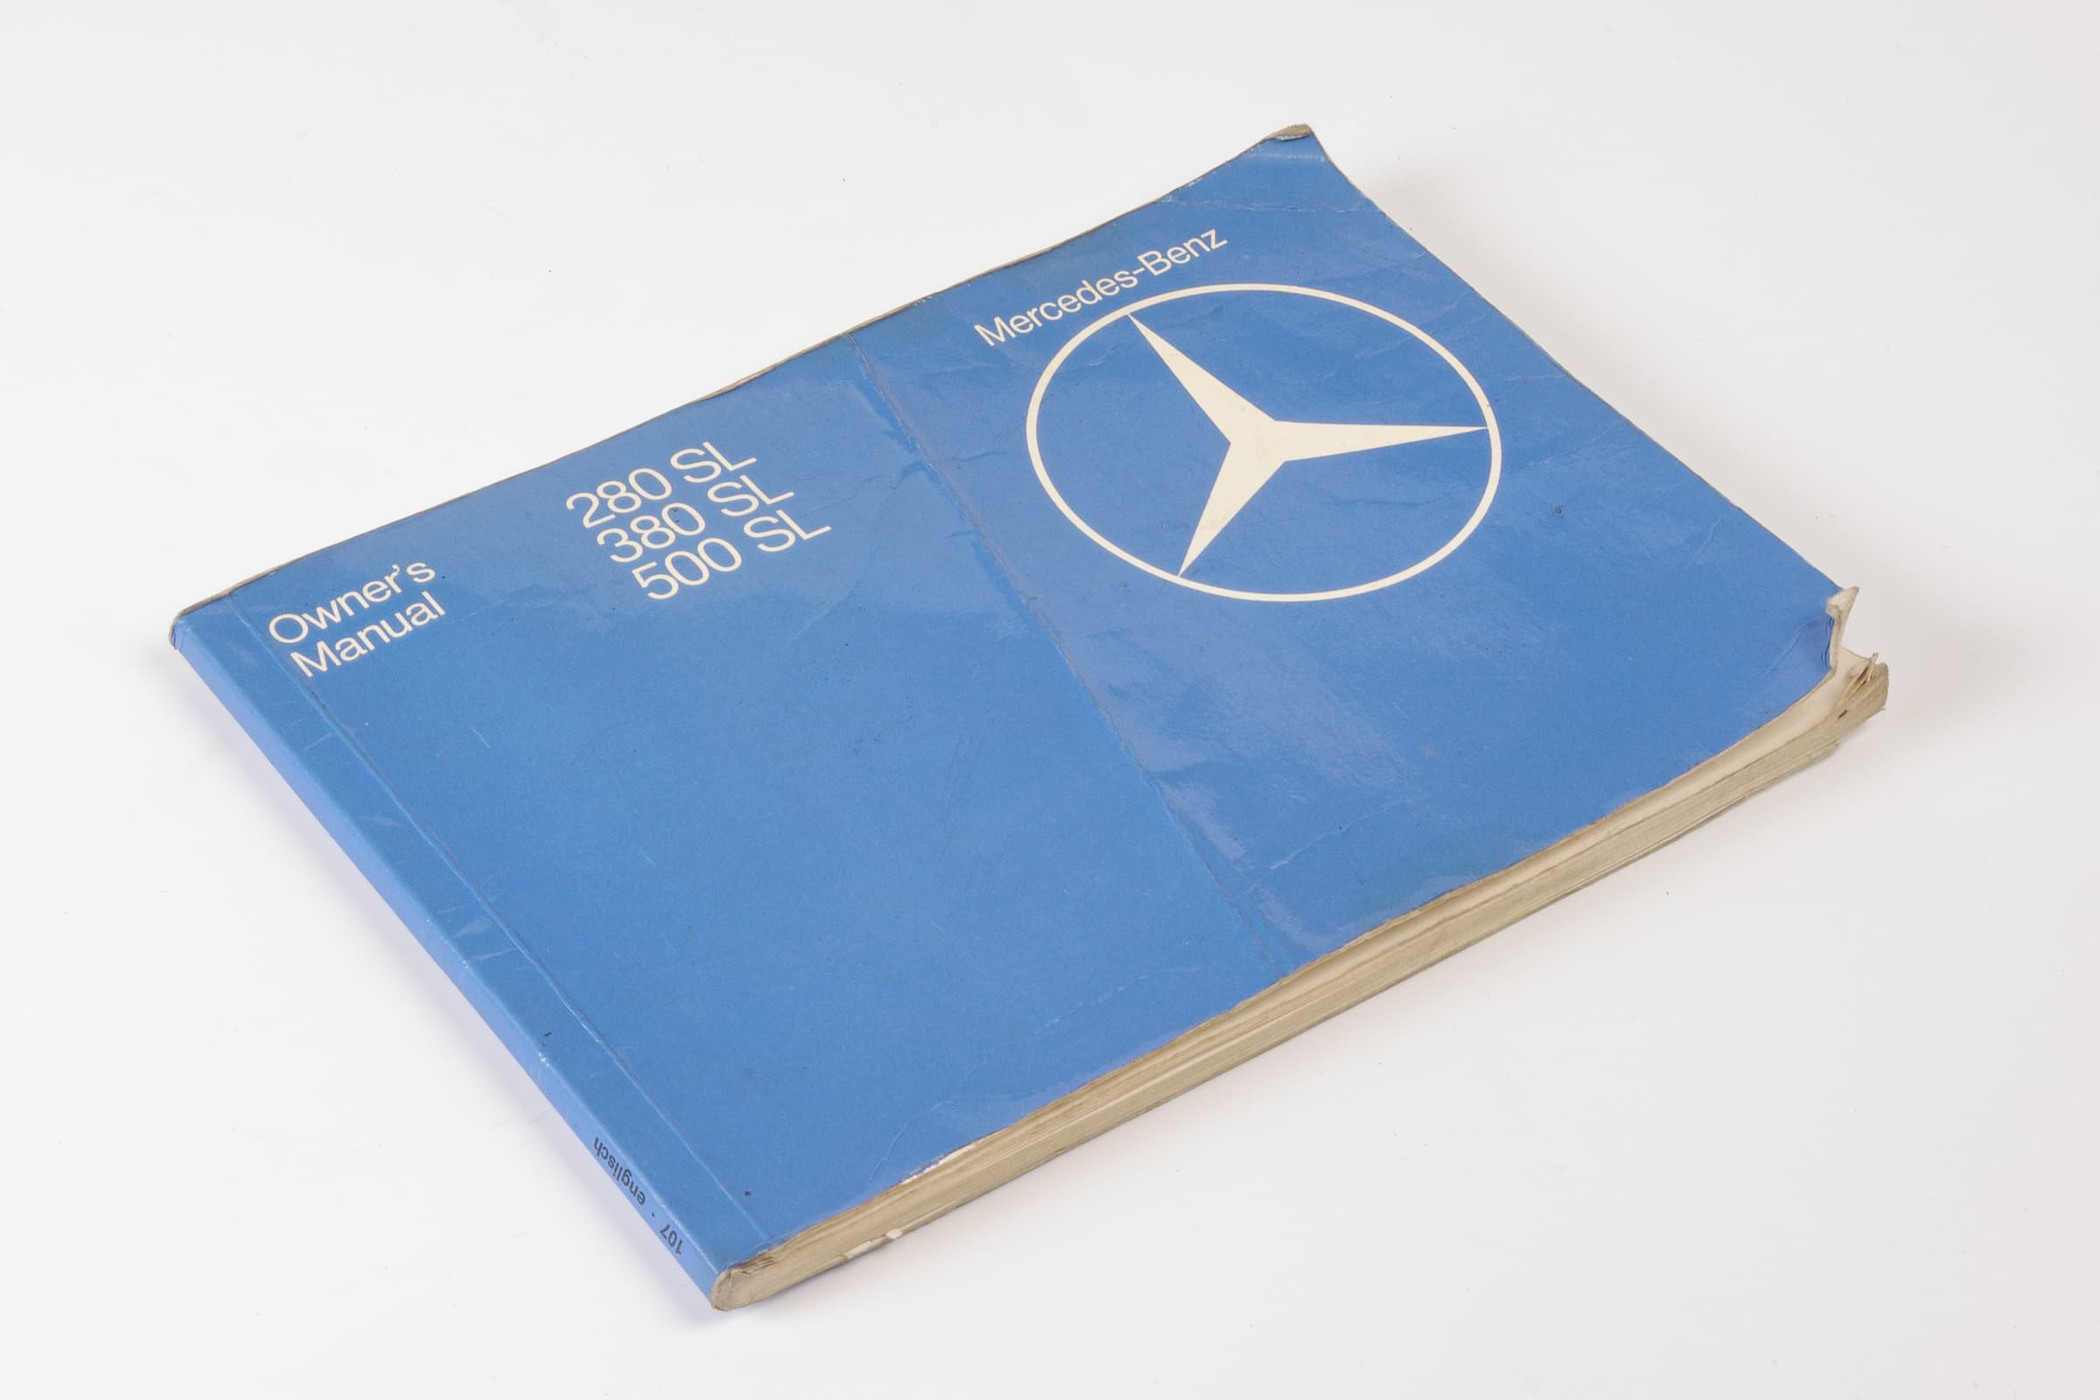 Owner's
Manual
280 SL
380 SL
500 SL
Mercedes-Benz
107 · englisch